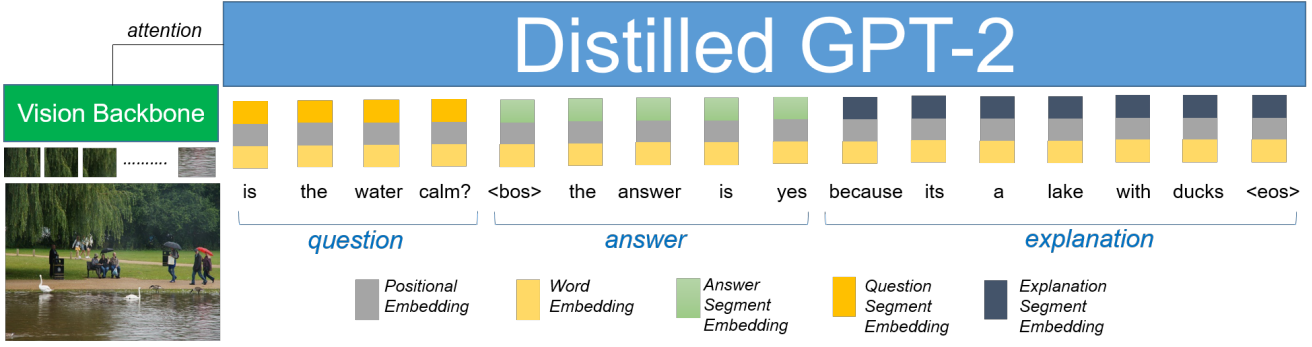 attention
Distilled GPT-2
Vision Backbone
..........
is the water calm? <bos> the answer is yes because its a lake with ducks <eos>
question answer explanation
Positional
Embedding
Word
Embedding
Answer
Segment
Embedding
Question
Segment
Embedding
Explanation
Segment
Embedding